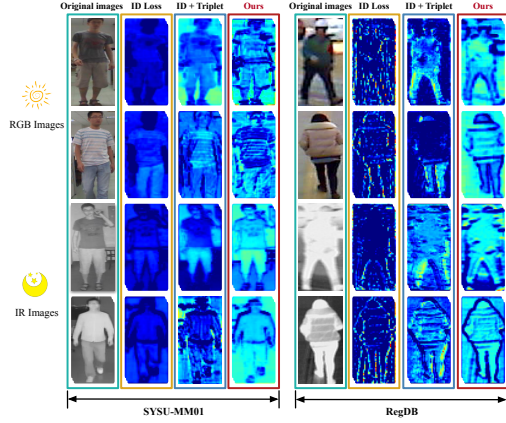 Original images ID Loss ID + Triplet Ours Original images ID Loss ID + Triplet Ours
RGB Images
IR Images
SYSU-MM01 RegDB